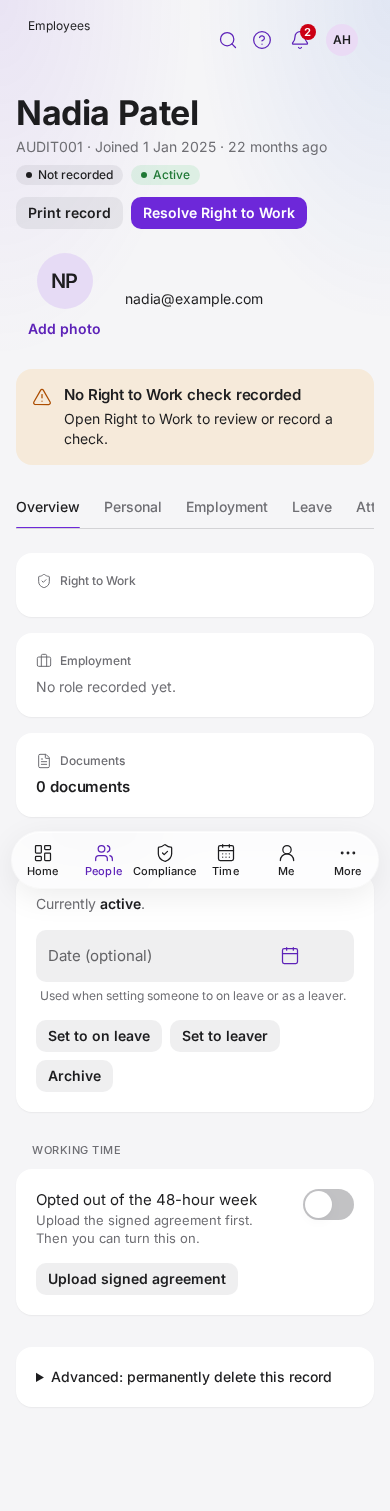 Employees
2
AH
Nadia Patel
AUDIT001 · Joined 1 Jan 2025 · 22 months ago
Not recorded
Active
Print record
Resolve Right to Work
NP
nadia@example.com
Add photo
No Right to Work check recorded
Open Right to Work to review or record a
check.
Overview
Personal
Employment
Leave
Att
Right to Work
Employment
No role recorded yet.
Documents
0 documents
Home
People
Compliance
Time
Me
More
Currently active.
Date (optional)
Used when setting someone to on leave or as a leaver.
Set to on leave
Set to leaver
Archive
WORKING TIME
Opted out of the 48-hour week
Upload the signed agreement first.
Then you can turn this on.
Upload signed agreement
Advanced: permanently delete this record